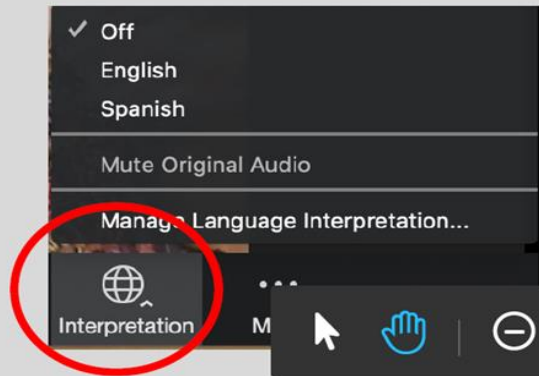 Off
English
Spanish
Mute Original Audio
Manage Language Interpretation...
Interpretation
M